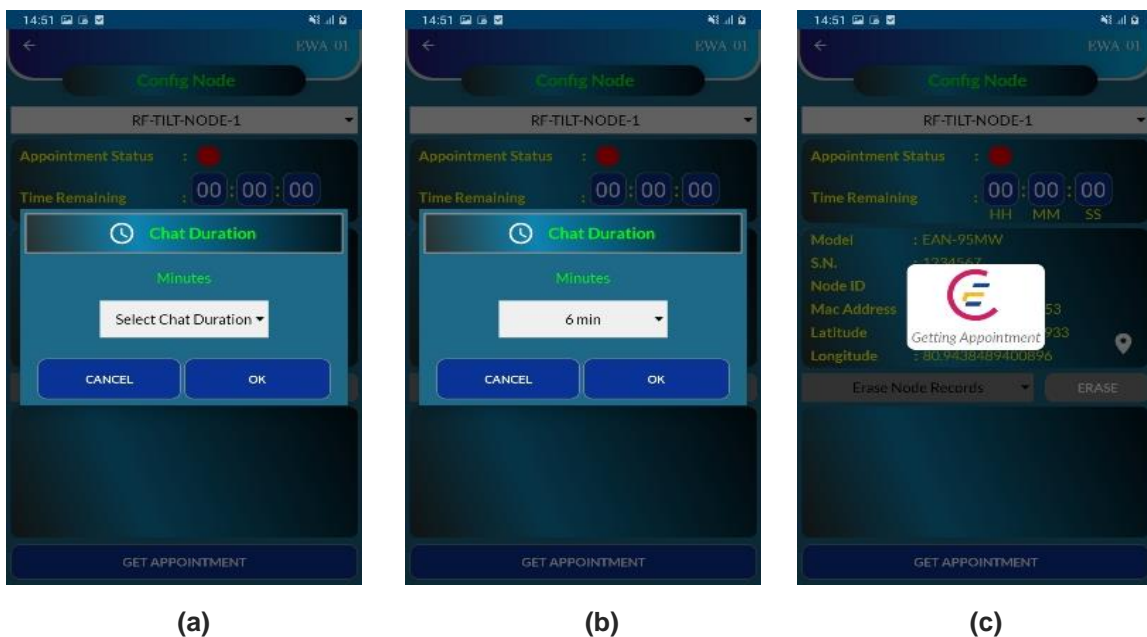 14:51
EWA 01
Config Node
RF-TILT-NODE-1
Appointment Status :
Time Remaining : 00 : 00 : 00
Chat Duration
Minutes
Select Chat Duration
CANCEL OK
GET APPOINTMENT
(a)
14:51
EWA 01
Config Node
RF-TILT-NODE-1
Appointment Status :
Time Remaining : 00 : 00 : 00
Chat Duration
Minutes
6 min
CANCEL OK
GET APPOINTMENT
(b)
14:51
EWA 01
Config Node
RF-TILT-NODE-1
Appointment Status :
Time Remaining : 00 : 00 : 00
HH MM SS
Model : EAN-95MW
S.N. : 1234567
Node ID
Mac Address 53
Latitude 933
Getting Appointment
Longitude : 80.9438489400896
Erase Node Records ERASE
GET APPOINTMENT
(c)